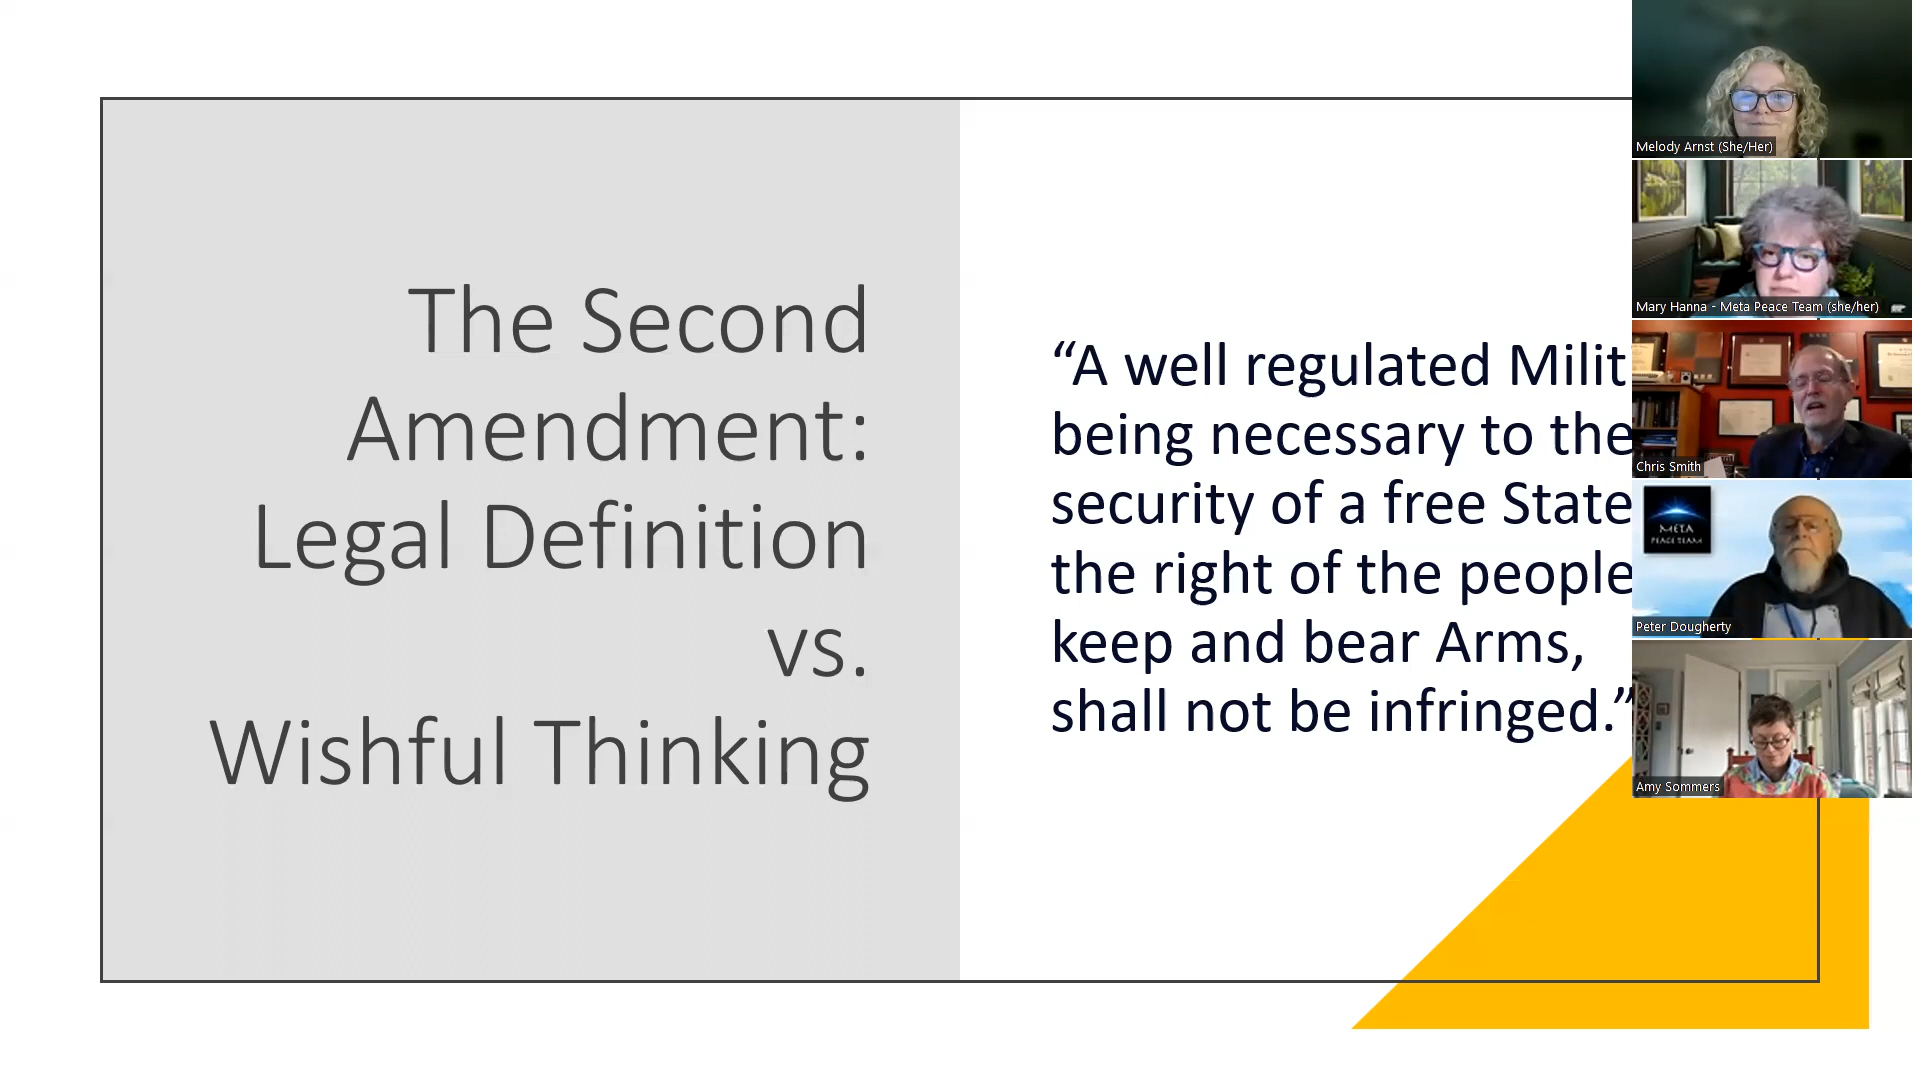 The Second
Amendment:
Legal Definition
vs.
Wishful Thinking
“A well regulated Milit
being necessary to the
security of a free State
the right of the people
keep and bear Arms,
shall not be infringed.”
Melody Arnst (She/Her)
Mary Hanna - Meta Peace Team (she/her)
Chris Smith
META
PEACE TEAM
Peter Dougherty
Amy Sommers